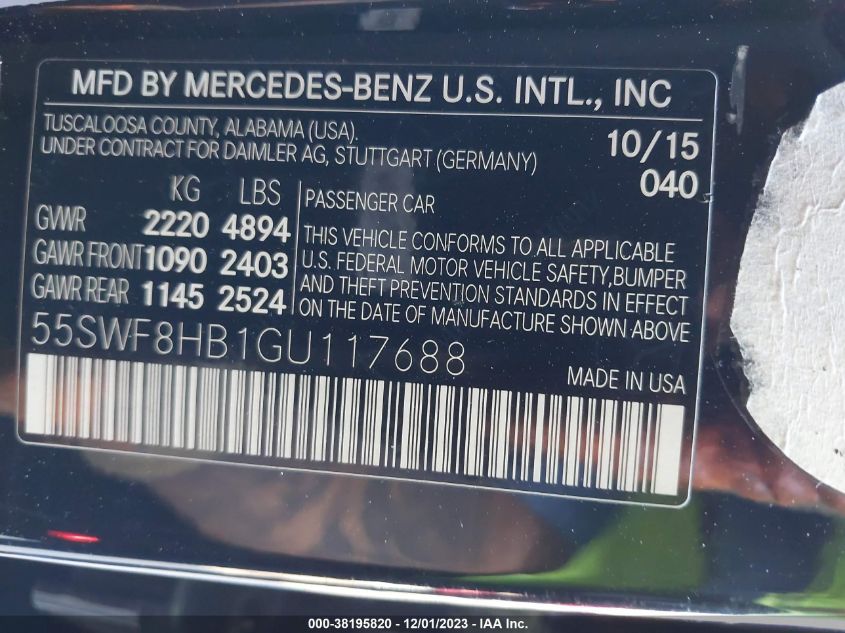 MFD BY MERCEDES-BENZ U.S. INTL., INC
TUSCALOOSA COUNTY, ALABAMA (USA).
UNDER CONTRACT FOR DAIMLER AG, STUTTGART (GERMANY)
10/15
040
KG LBS
GVWR 2220 4894
GAWR FRONT 1090 2403
GAWR REAR 1145 2524
PASSENGER CAR
THIS VEHICLE CONFORMS TO ALL APPLICABLE
U.S. FEDERAL MOTOR VEHICLE SAFETY,BUMPER
AND THEFT PREVENTION STANDARDS IN EFFECT
ON THE DATE OF MANUFACTURE SHOWN ABOVE.
55SWF8HB1GU117688
MADE IN USA
000-38195820 - 12/01/2023 - IAA Inc.